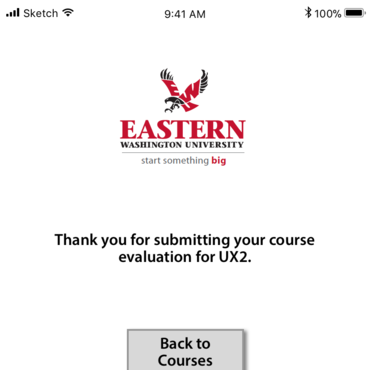 Sketch 9:41 AM 100%
EASTERN
WASHINGTON UNIVERSITY
start something big
Thank you for submitting your course
evaluation for UX2.
Back to
Courses